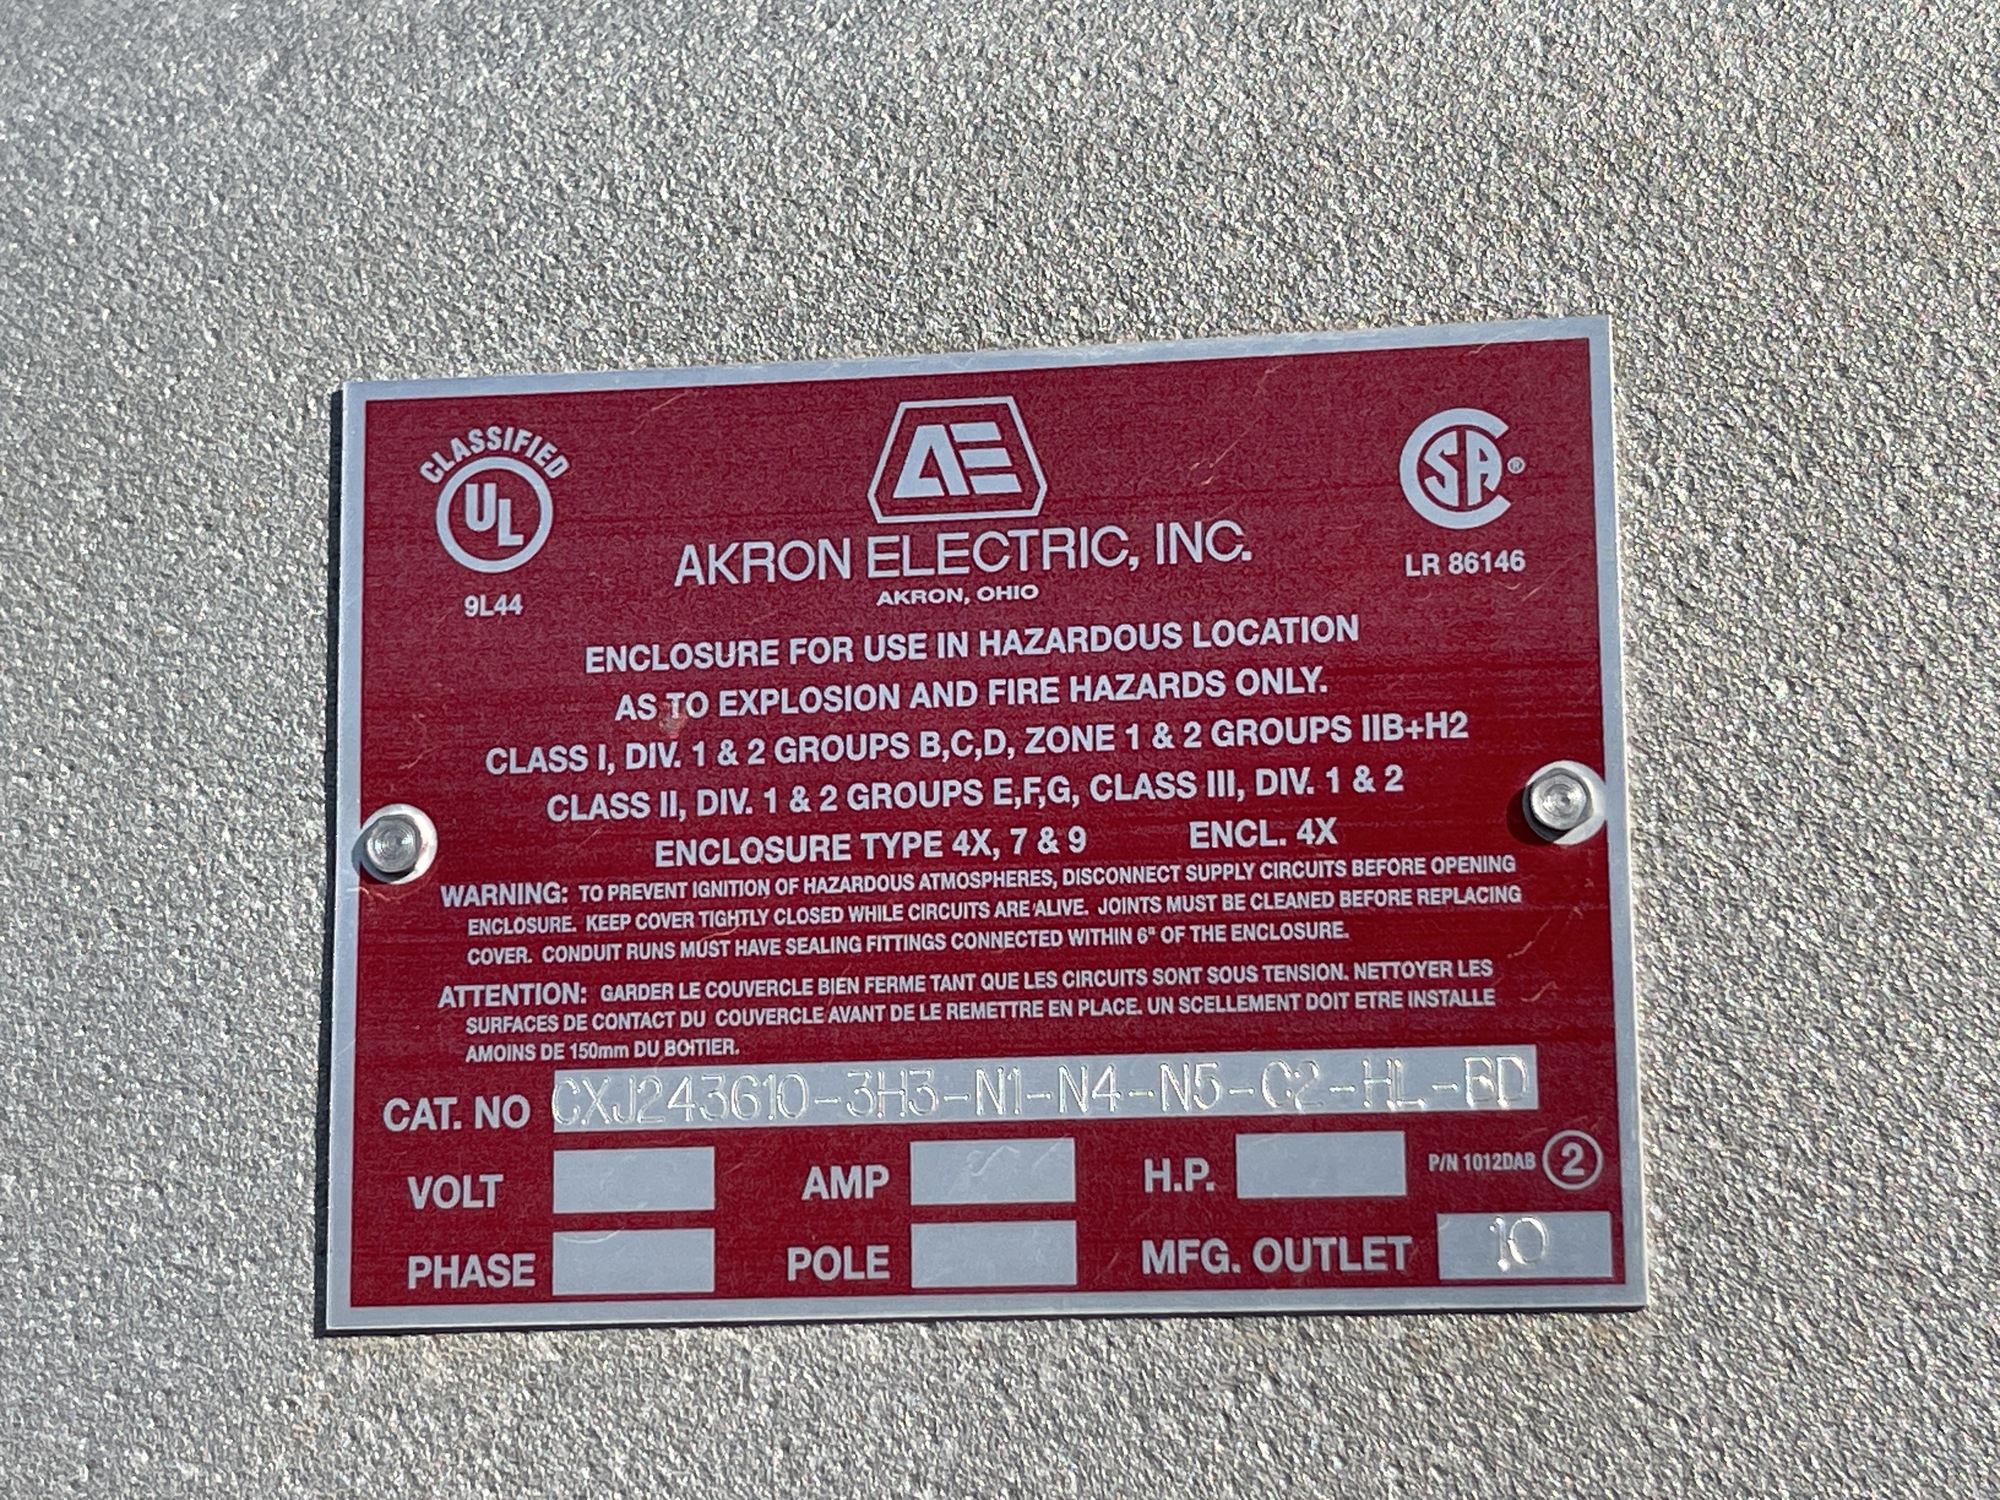 CLASSIFIED
UL
9L44
AE
SA®
LR 86146
AKRON ELECTRIC, INC.
AKRON, OHIO
ENCLOSURE FOR USE IN HAZARDOUS LOCATION
AS TO EXPLOSION AND FIRE HAZARDS ONLY.
CLASS I, DIV. 1 & 2 GROUPS B,C,D, ZONE 1 & 2 GROUPS IIB+H2
CLASS II, DIV. 1 & 2 GROUPS E,F,G, CLASS III, DIV. 1 & 2
ENCLOSURE TYPE 4X, 7 & 9 ENCL. 4X
WARNING: TO PREVENT IGNITION OF HAZARDOUS ATMOSPHERES, DISCONNECT SUPPLY CIRCUITS BEFORE OPENING
ENCLOSURE. KEEP COVER TIGHTLY CLOSED WHILE CIRCUITS ARE ALIVE. JOINTS MUST BE CLEANED BEFORE REPLACING
COVER. CONDUIT RUNS MUST HAVE SEALING FITTINGS CONNECTED WITHIN 6" OF THE ENCLOSURE.
ATTENTION: GARDER LE COUVERCLE BIEN FERME TANT QUE LES CIRCUITS SONT SOUS TENSION. NETTOYER LES
SURFACES DE CONTACT DU COUVERCLE AVANT DE LE REMETTRE EN PLACE. UN SCELLEMENT DOIT ETRE INSTALLE
AMOINS DE 150mm DU BOITIER.
CAT. NO CXJ243610-3H3-N1-N4-N5-C2-HL-BD
VOLT AMP H.P. P/N 1012DAB 2
PHASE POLE MFG. OUTLET 10